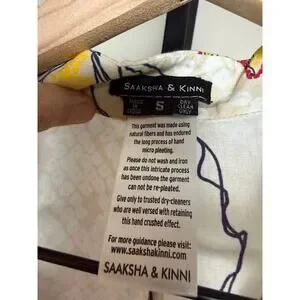 SAAKSHA & KINNI
MADE IN INDIA
S
DRY CLEAN ONLY
This garment was made using
natural fibers and has endured
the long process of hand
micro pleating.
Please do not wash and iron
as once this intricate process
has been undone the garment
can not be re-pleated.
Give only to trusted dry-cleaners
who are well versed with retaining
this hand crushed effect.
For more guidance please visit:
www.saakshakinni.com
SAAKSHA & KINNI